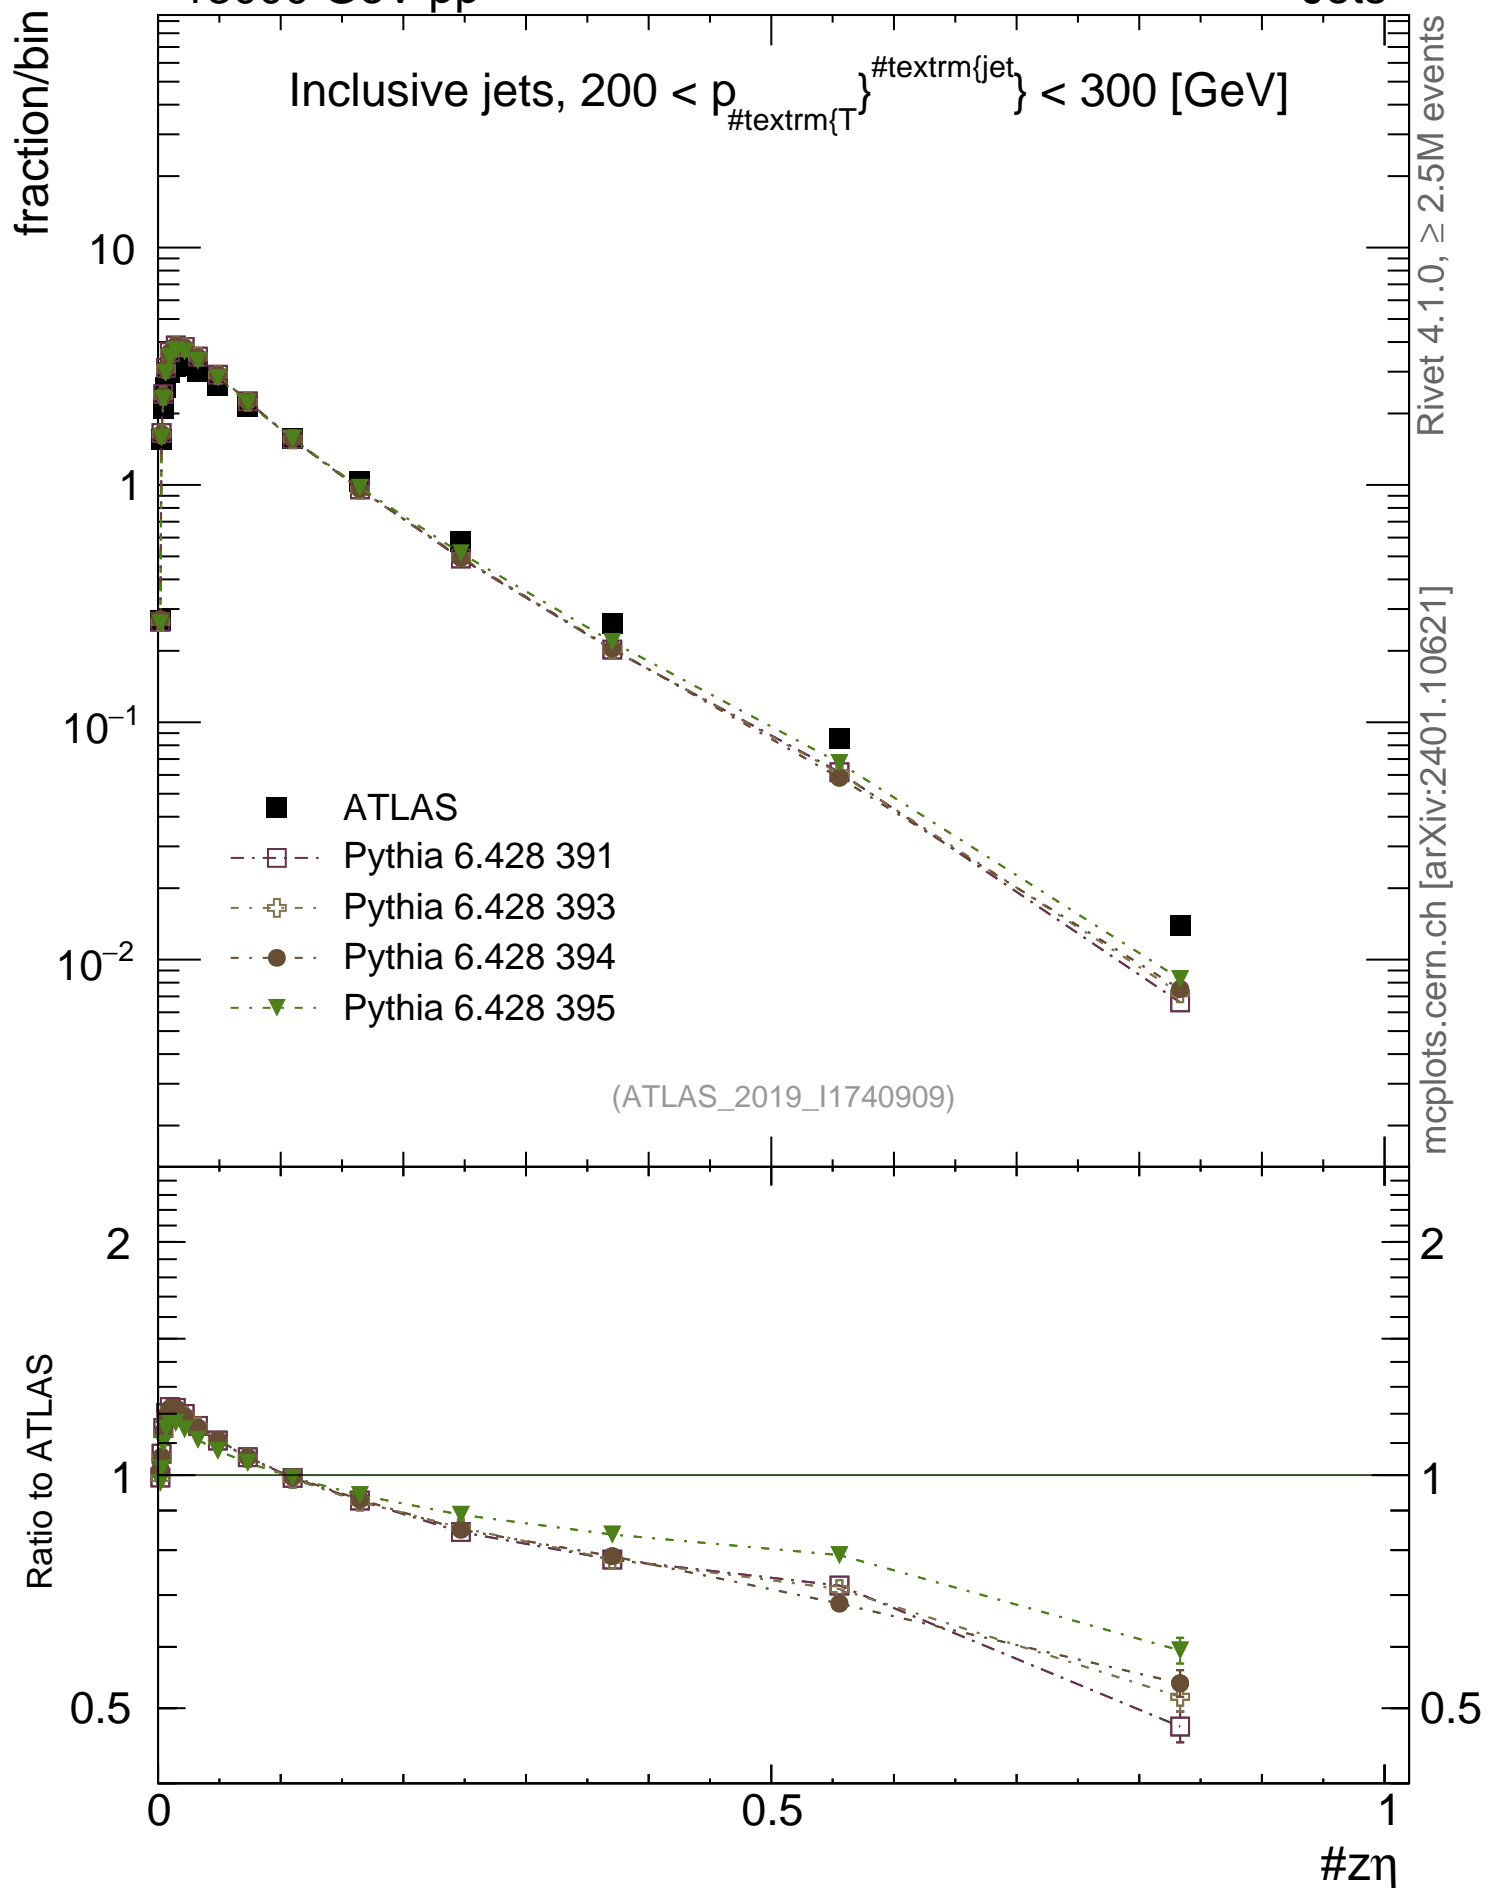 fraction/bin
Inclusive jets, 200 < p_{#textrm{T}}^{#textrm{jet}} < 300 [GeV]
10
1
10⁻¹
10⁻²
ATLAS
Pythia 6.428 391
Pythia 6.428 393
Pythia 6.428 394
Pythia 6.428 395
(ATLAS_2019_I1740909)
Rivet 4.1.0, ≥ 2.5M events
mcplots.cern.ch [arXiv:2401.10621]
Ratio to ATLAS
2
1
0.5
2
1
0.5
0
0.5
1
#zη